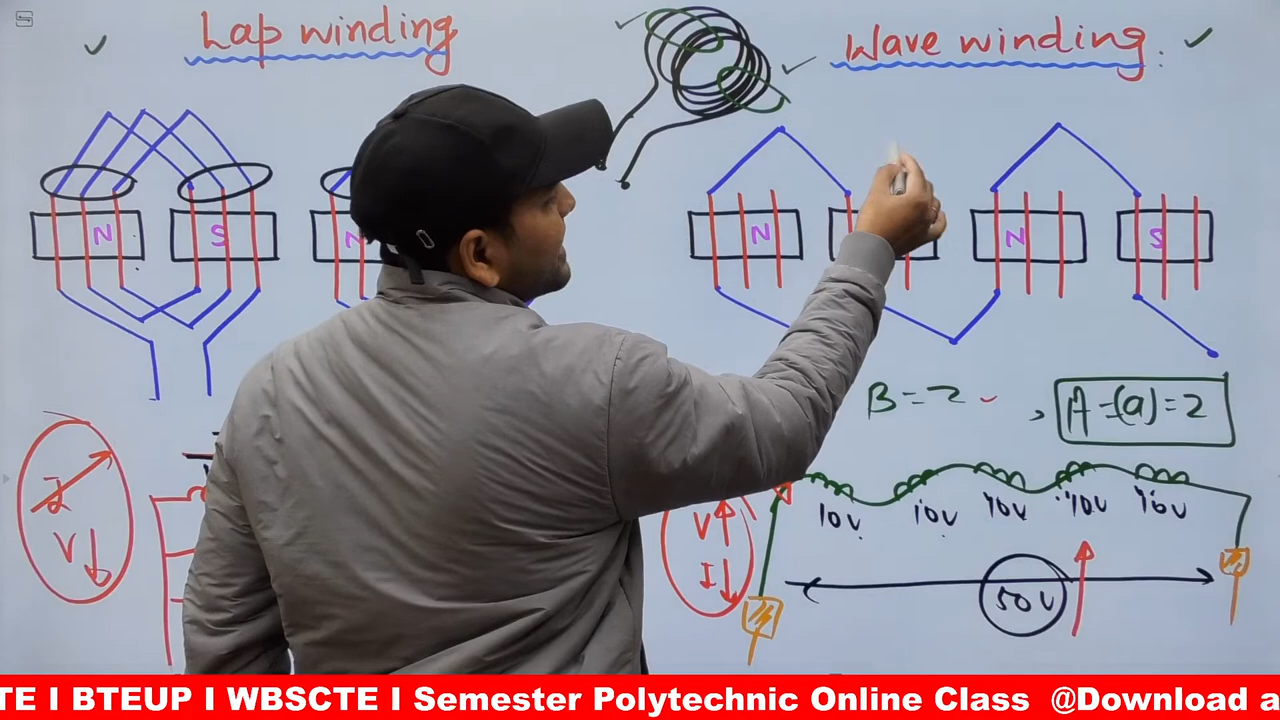 Lap winding
Wave winding.
N S N
N N S
B = 2 , A = (a) = 2
I
V↓
V↑
I↓
10V 10V 10V 10V 10V
50V
TE I BTEUP I WBSCTE I Semester Polytechnic Online Class @Download a